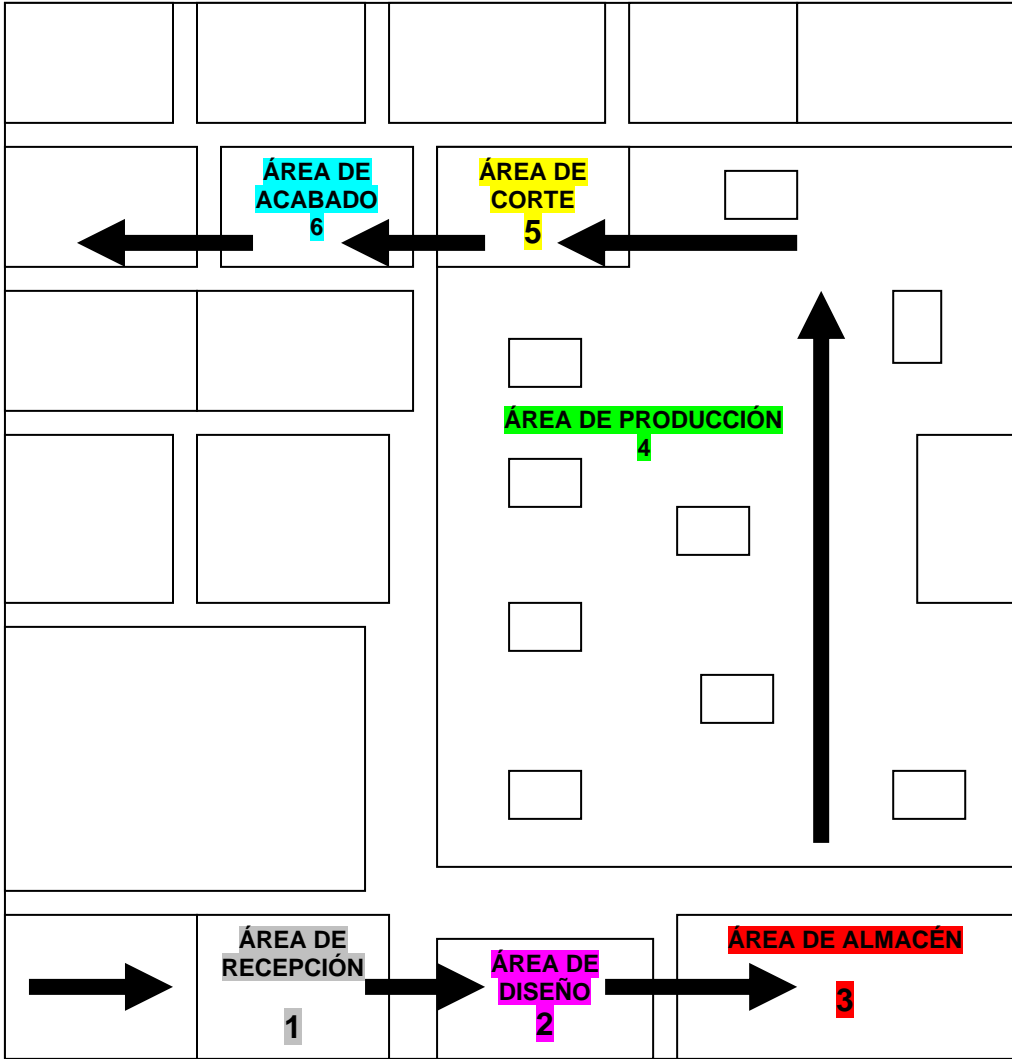 ÁREA DE
ACABADO
6
ÁREA DE
CORTE
5
ÁREA DE PRODUCCIÓN
4
ÁREA DE
RECEPCIÓN
1
ÁREA DE
DISEÑO
2
ÁREA DE ALMACÉN
3